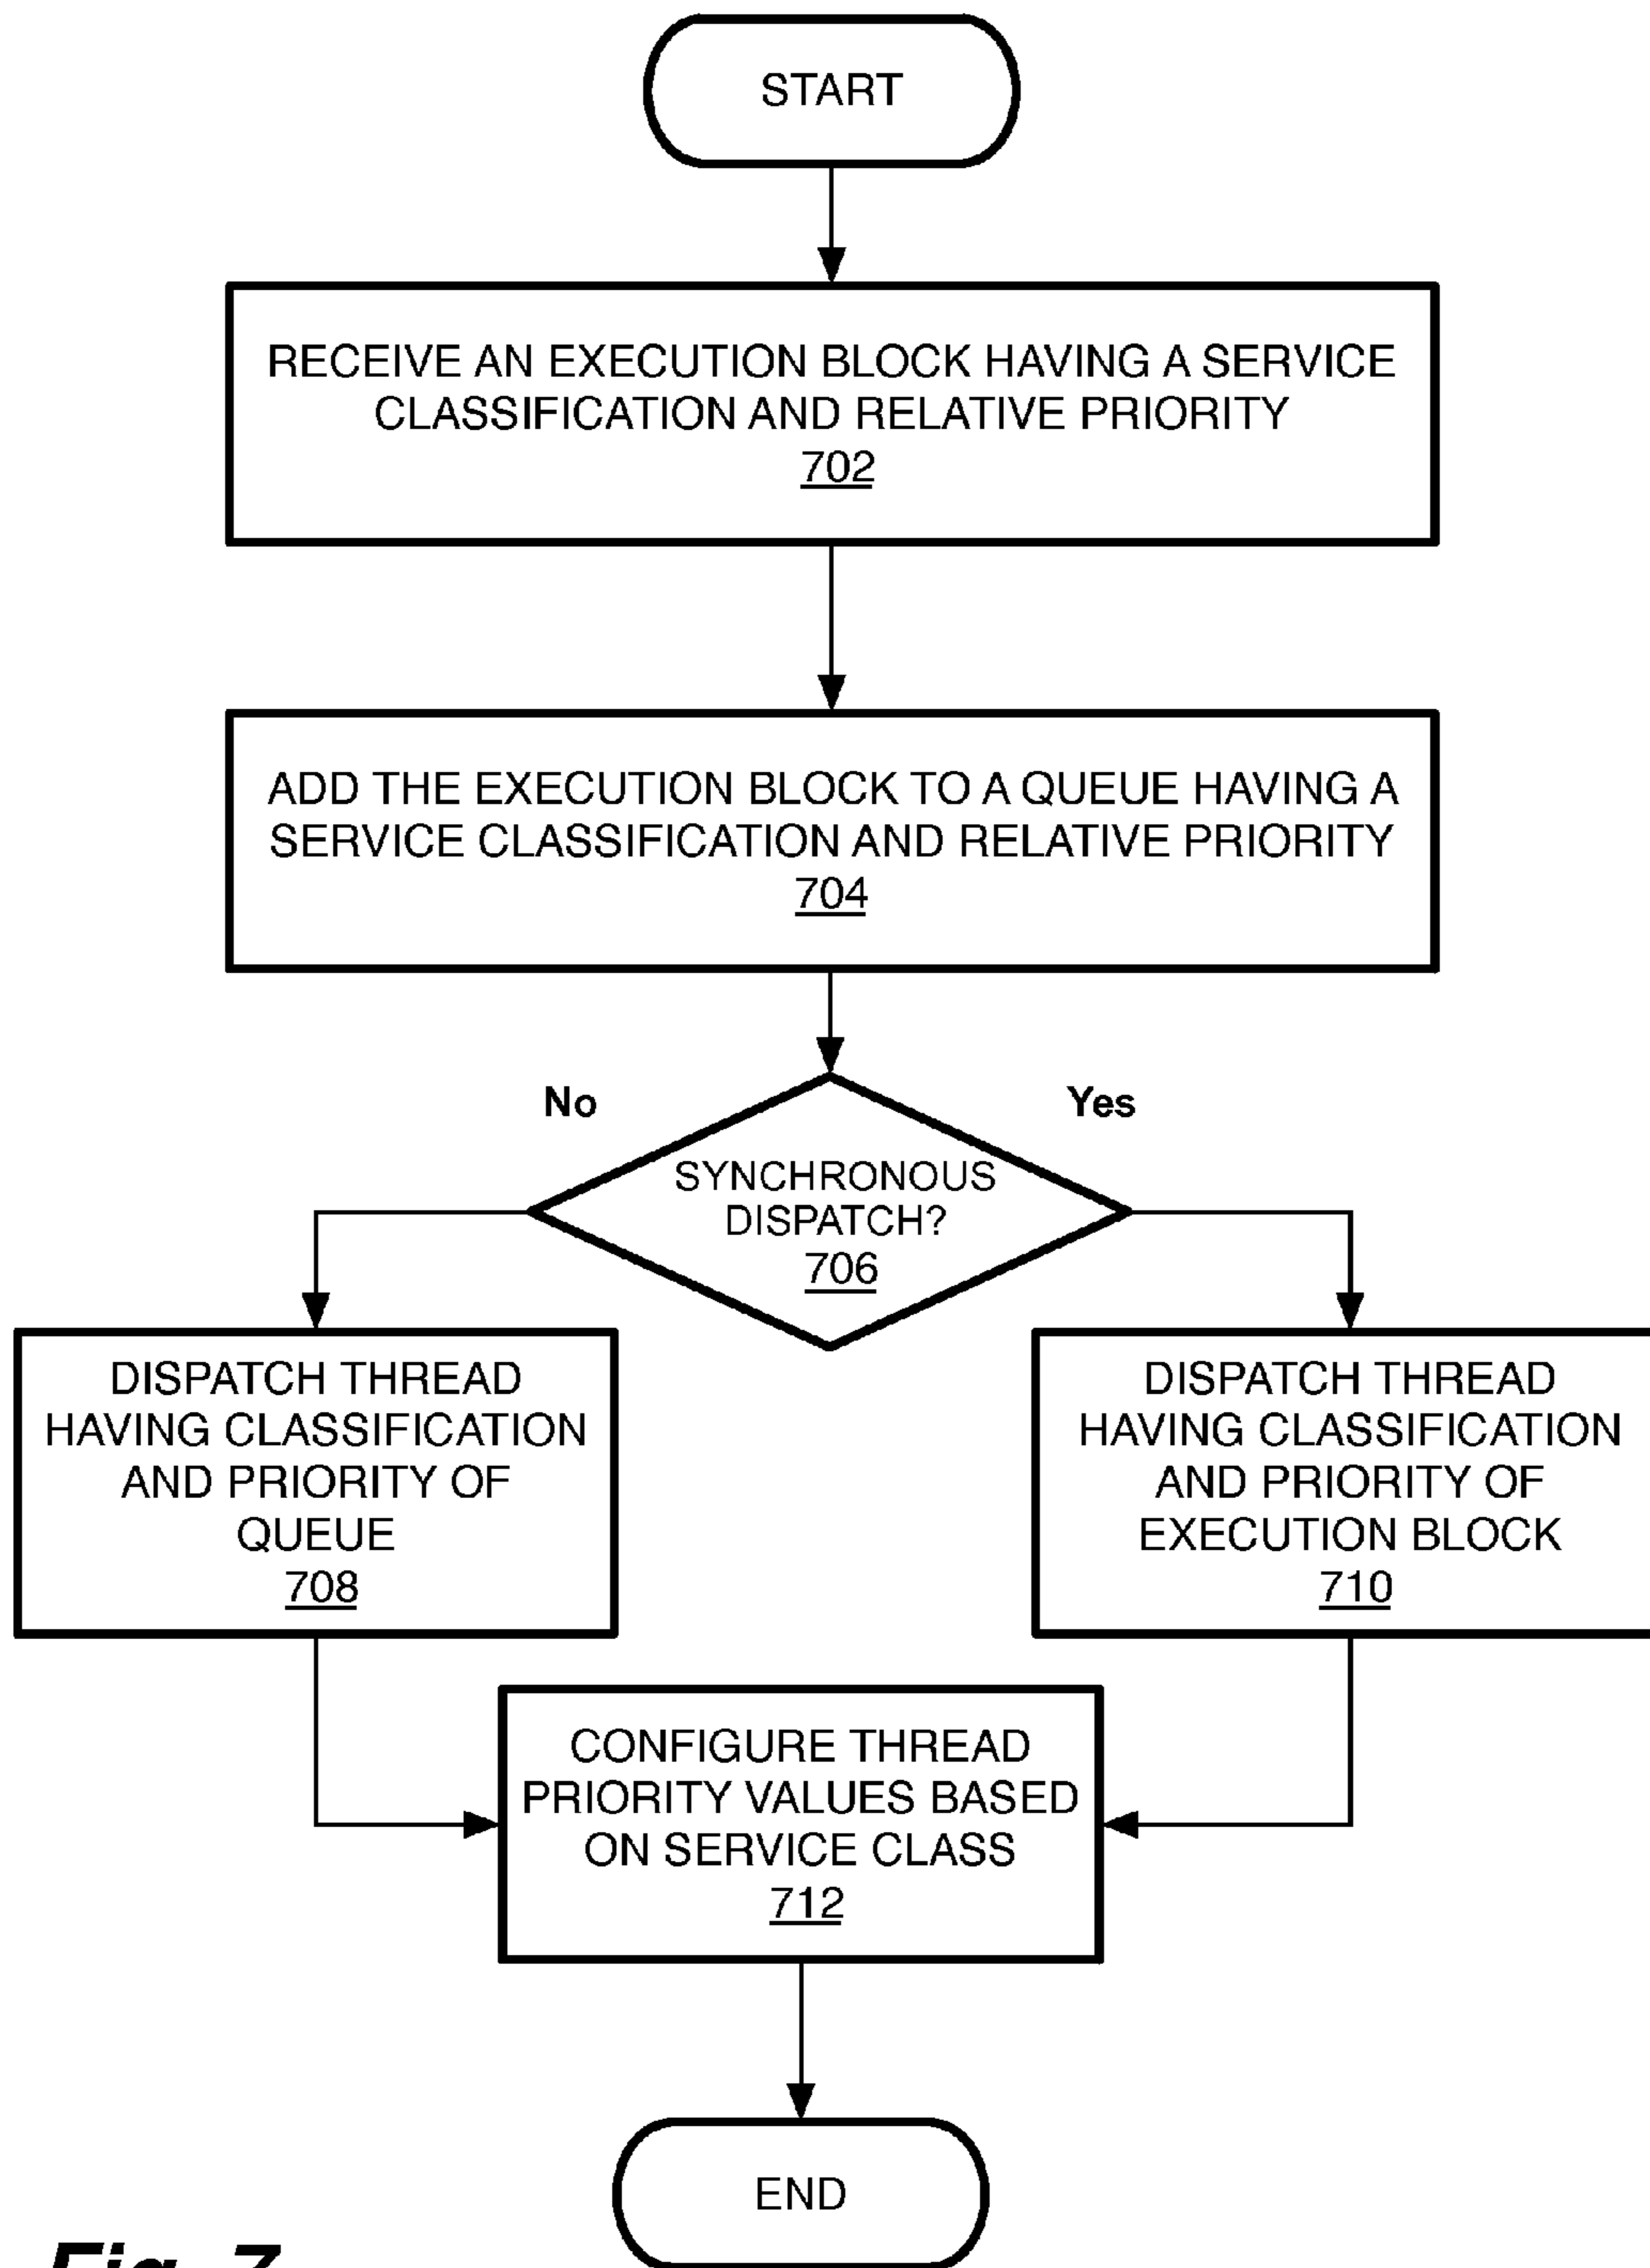 START
RECEIVE AN EXECUTION BLOCK HAVING A SERVICE
CLASSIFICATION AND RELATIVE PRIORITY
702
ADD THE EXECUTION BLOCK TO A QUEUE HAVING A
SERVICE CLASSIFICATION AND RELATIVE PRIORITY
704
No
Yes
SYNCHRONOUS
DISPATCH?
706
DISPATCH THREAD
HAVING CLASSIFICATION
AND PRIORITY OF
QUEUE
708
DISPATCH THREAD
HAVING CLASSIFICATION
AND PRIORITY OF
EXECUTION BLOCK
710
CONFIGURE THREAD
PRIORITY VALUES BASED
ON SERVICE CLASS
712
END
Fig. 7